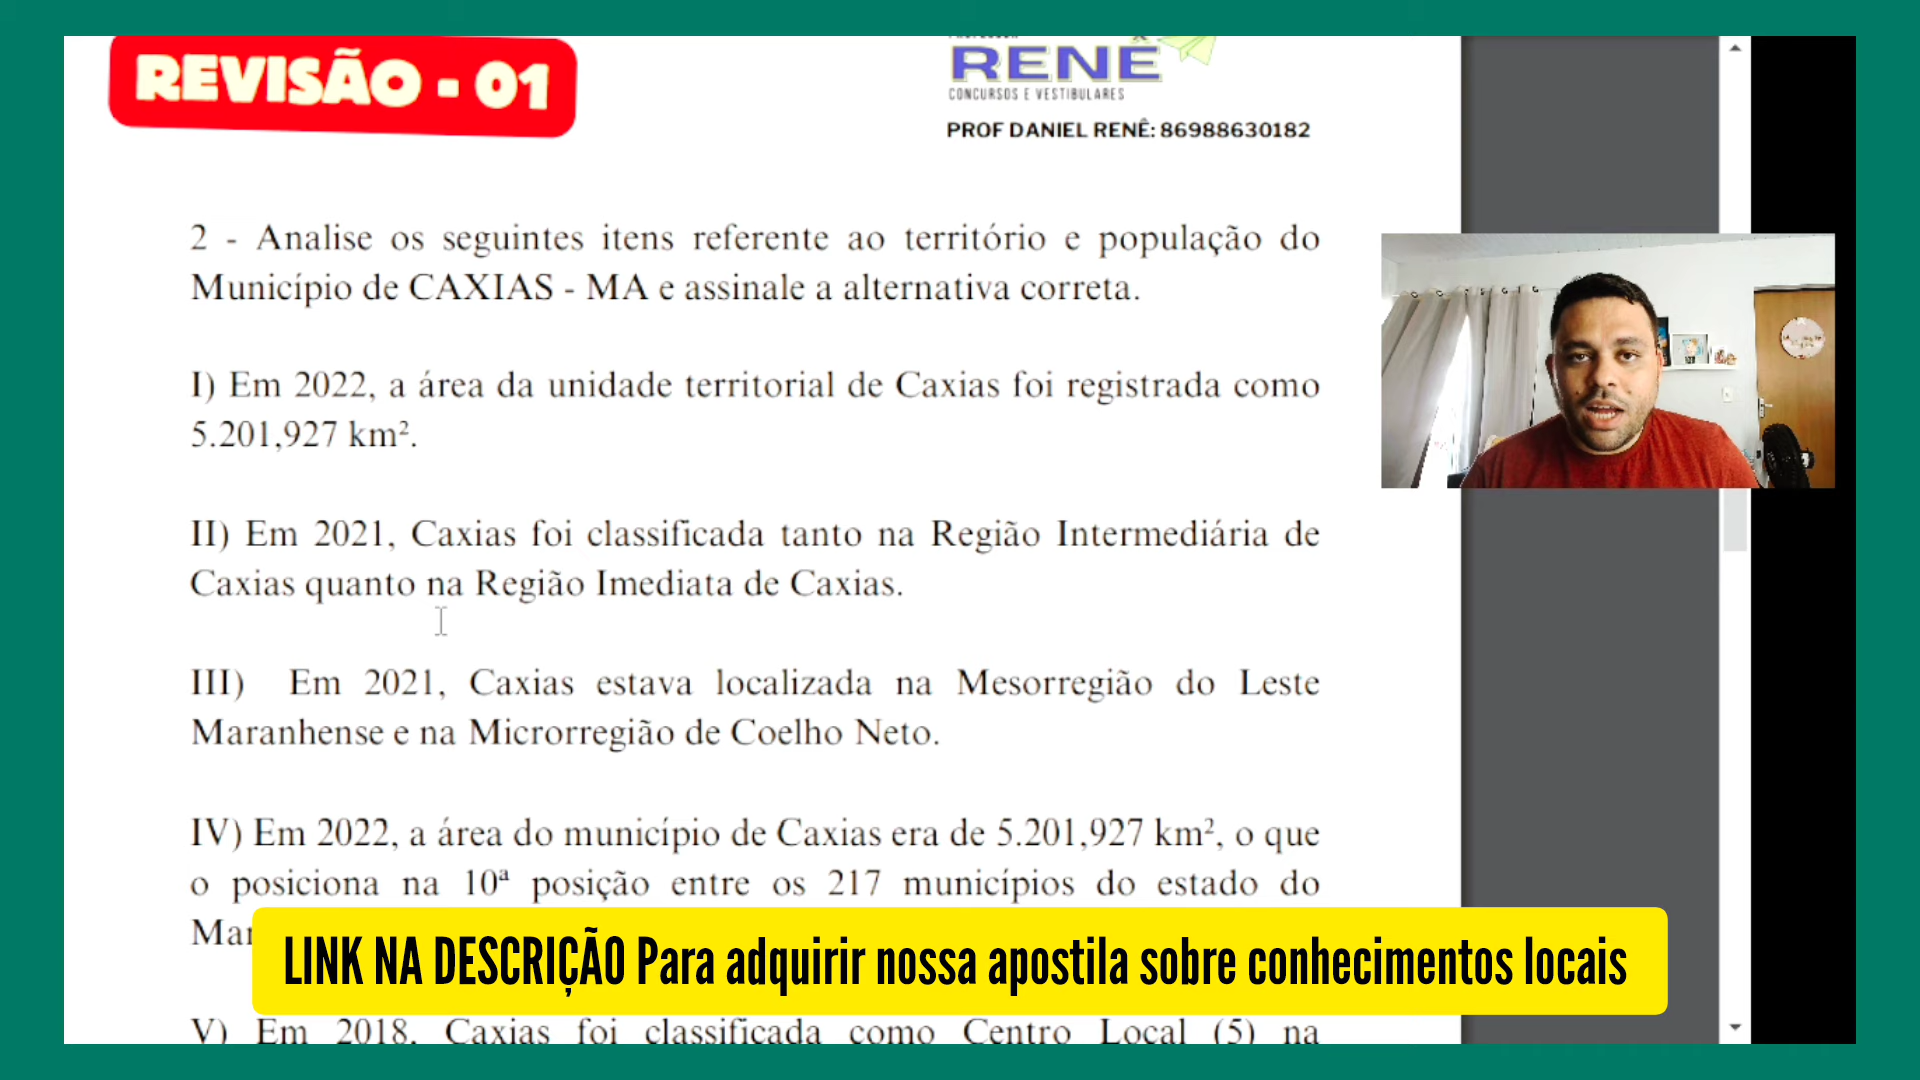 REVISÃO - 01
RENÊ
CONCURSOS E VESTIBULARES
PROF DANIEL RENÊ: 86988630182
2 - Analise os seguintes itens referente ao território e população do
Município de CAXIAS - MA e assinale a alternativa correta.
I) Em 2022, a área da unidade territorial de Caxias foi registrada como
5.201,927 km².
II) Em 2021, Caxias foi classificada tanto na Região Intermediária de
Caxias quanto na Região Imediata de Caxias.
III) Em 2021, Caxias estava localizada na Mesorregião do Leste
Maranhense e na Microrregião de Coelho Neto.
IV) Em 2022, a área do município de Caxias era de 5.201,927 km², o que
o posiciona na 10ª posição entre os 217 municípios do estado do
LINK NA DESCRIÇÃO Para adquirir nossa apostila sobre conhecimentos locais
V) Em 2018, Caxias foi classificada como Centro Local (5) na